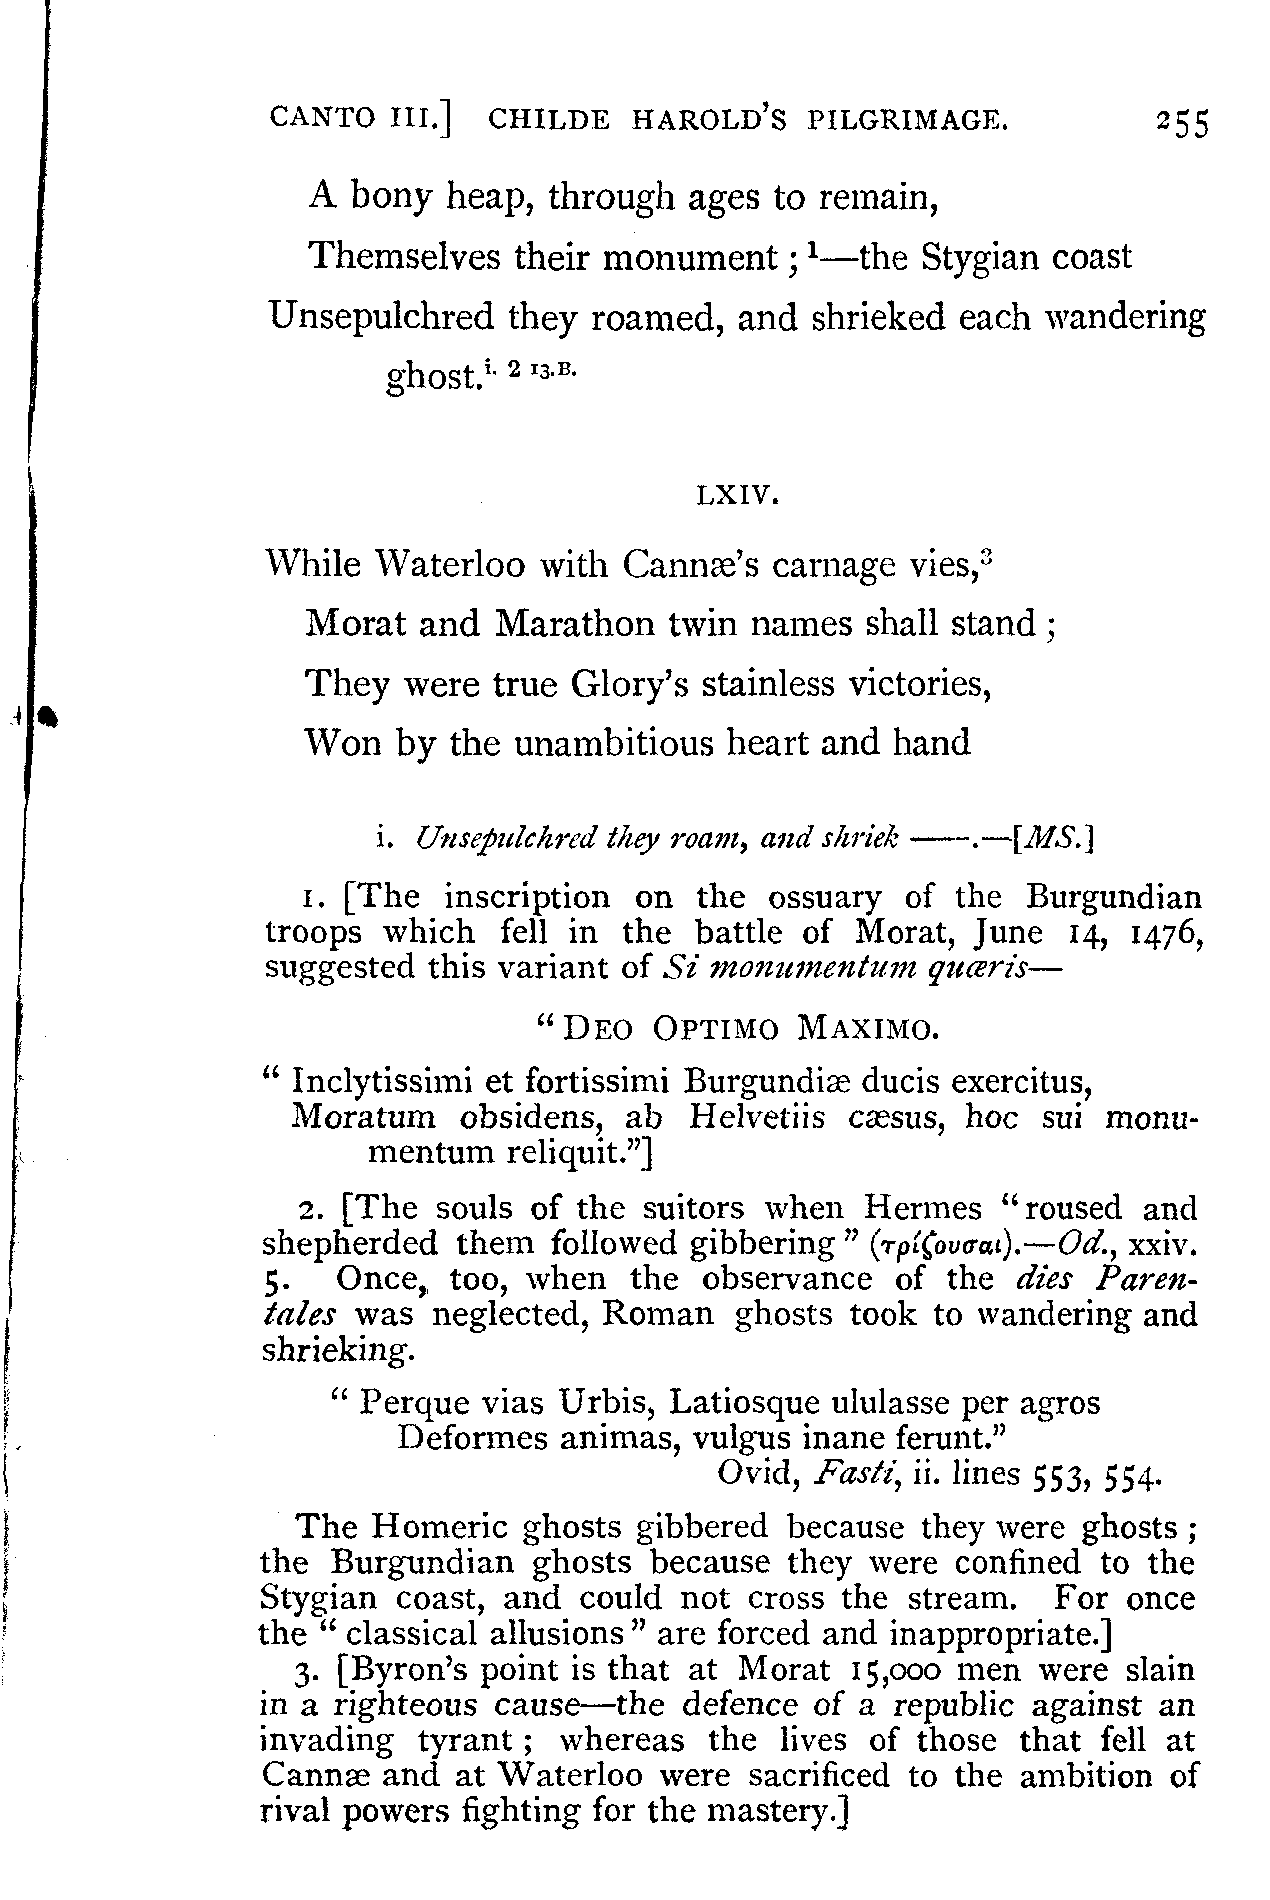 CANTO III.] CHILDE HAROLD'S PILGRIMAGE. 255
A bony heap, through ages to remain,
Themselves their monument ; ¹—the Stygian coast
Unsepulchred they roamed, and shrieked each wandering
ghost.i. 2 13.B.
LXIV.
While Waterloo with Cannæ's carnage vies,³
Morat and Marathon twin names shall stand ;
They were true Glory's stainless victories,
Won by the unambitious heart and hand
i. Unsepulchred they roam, and shriek ——.—[MS.]
1. [The inscription on the ossuary of the Burgundian
troops which fell in the battle of Morat, June 14, 1476,
suggested this variant of Si monumentum quæris—
“ DEO OPTIMO MAXIMO.
“ Inclytissimi et fortissimi Burgundiæ ducis exercitus,
Moratum obsidens, ab Helvetiis cæsus, hoc sui monu-
mentum reliquit.”]
2. [The souls of the suitors when Hermes “ roused and
shepherded them followed gibbering ” (τρίζουσαι).—Od., xxiv.
5. Once, too, when the observance of the dies Paren-
tales was neglected, Roman ghosts took to wandering and
shrieking.
“ Perque vias Urbis, Latiosque ululasse per agros
Deformes animas, vulgus inane ferunt.”
Ovid, Fasti, ii. lines 553, 554.
The Homeric ghosts gibbered because they were ghosts ;
the Burgundian ghosts because they were confined to the
Stygian coast, and could not cross the stream. For once
the “ classical allusions ” are forced and inappropriate.]
3. [Byron's point is that at Morat 15,000 men were slain
in a righteous cause—the defence of a republic against an
invading tyrant ; whereas the lives of those that fell at
Cannæ and at Waterloo were sacrificed to the ambition of
rival powers fighting for the mastery.]